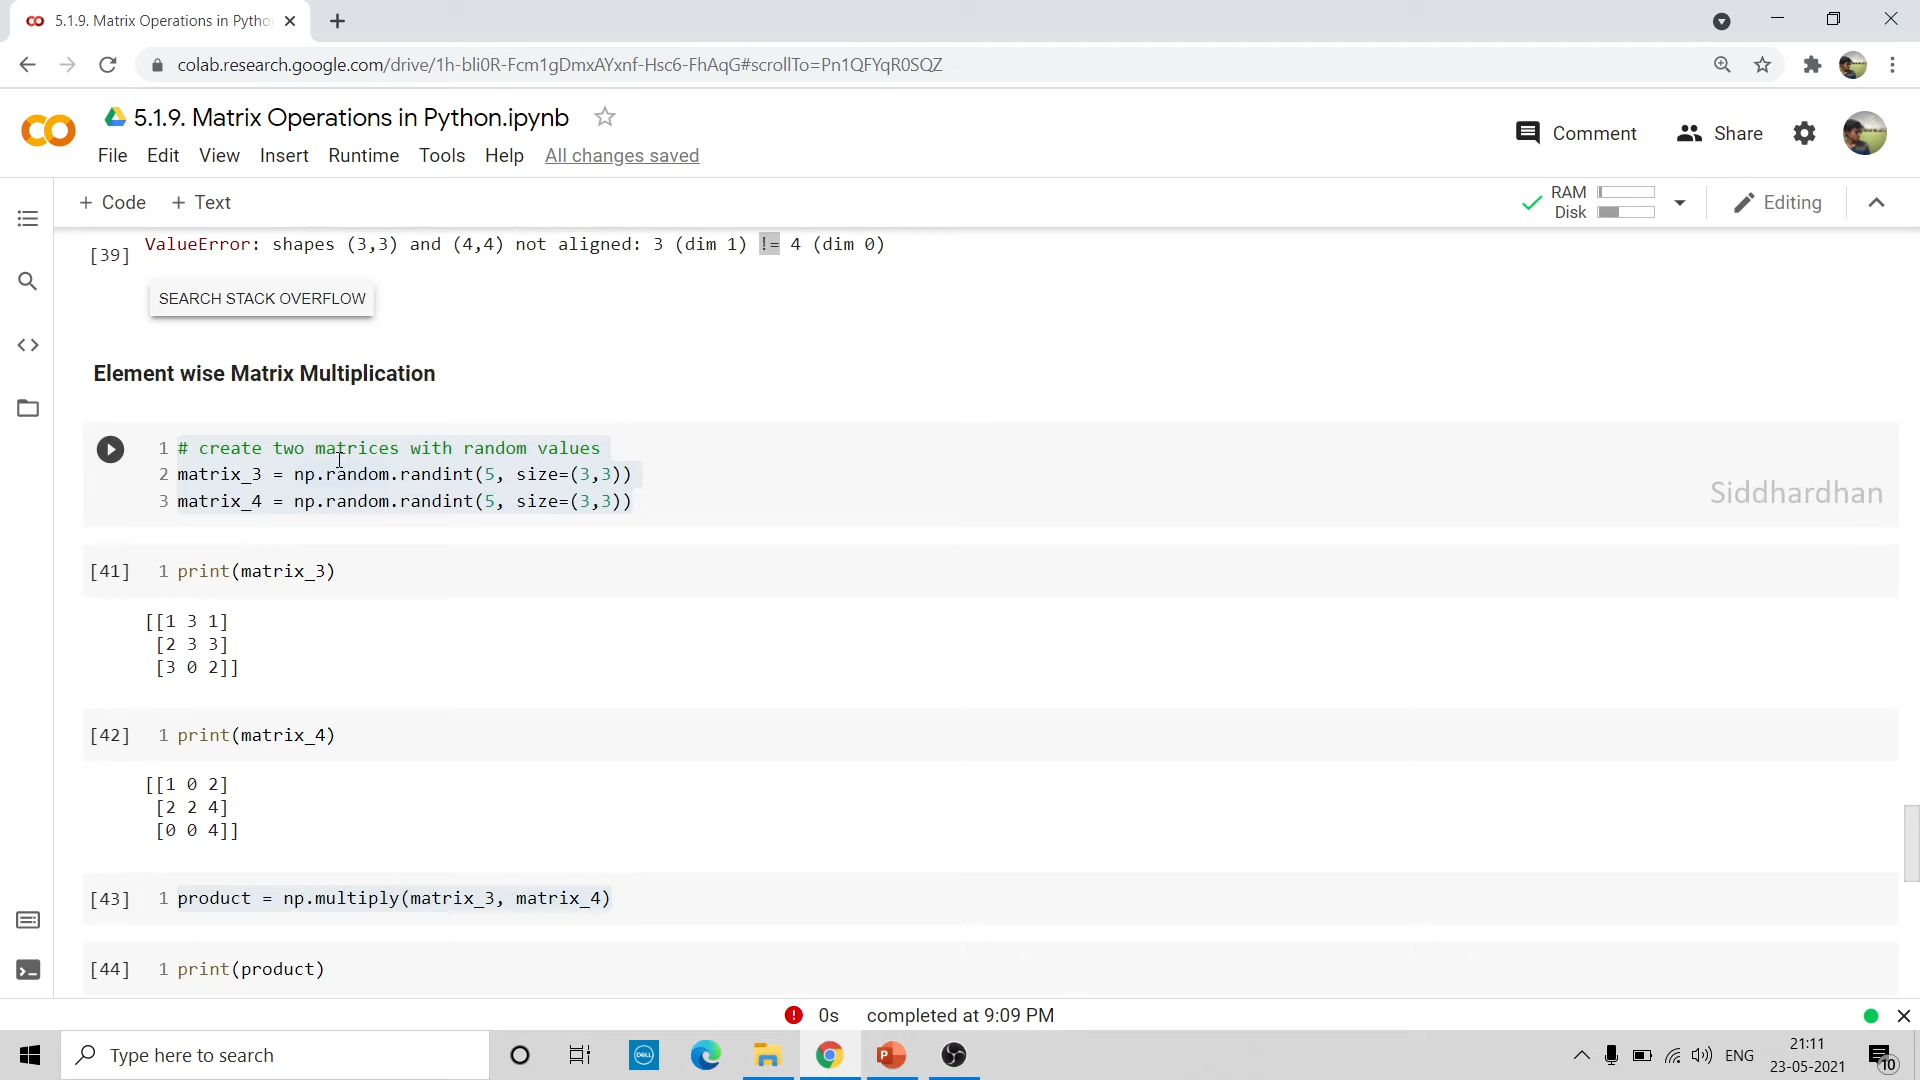 5.1.9. Matrix Operations in Pytho
colab.research.google.com/drive/1h-bli0R-Fcm1gDmxAYxnf-Hsc6-FhAqG#scrollTo=Pn1QFYqR0SQZ
5.1.9. Matrix Operations in Python.ipynb
Comment Share
File Edit View Insert Runtime Tools Help All changes saved
+ Code + Text
RAM
Disk
Editing
[39] ValueError: shapes (3,3) and (4,4) not aligned: 3 (dim 1) != 4 (dim 0)
SEARCH STACK OVERFLOW
Element wise Matrix Multiplication
1 # create two matrices with random values
2 matrix_3 = np.random.randint(5, size=(3,3))
3 matrix_4 = np.random.randint(5, size=(3,3))
Siddhardhan
[41] 1 print(matrix_3)
[[1 3 1]
[2 3 3]
[3 0 2]]
[42] 1 print(matrix_4)
[[1 0 2]
[2 2 4]
[0 0 4]]
[43] 1 product = np.multiply(matrix_3, matrix_4)
[44] 1 print(product)
0s completed at 9:09 PM
Type here to search
DELL
ENG
21:11
23-05-2021
10